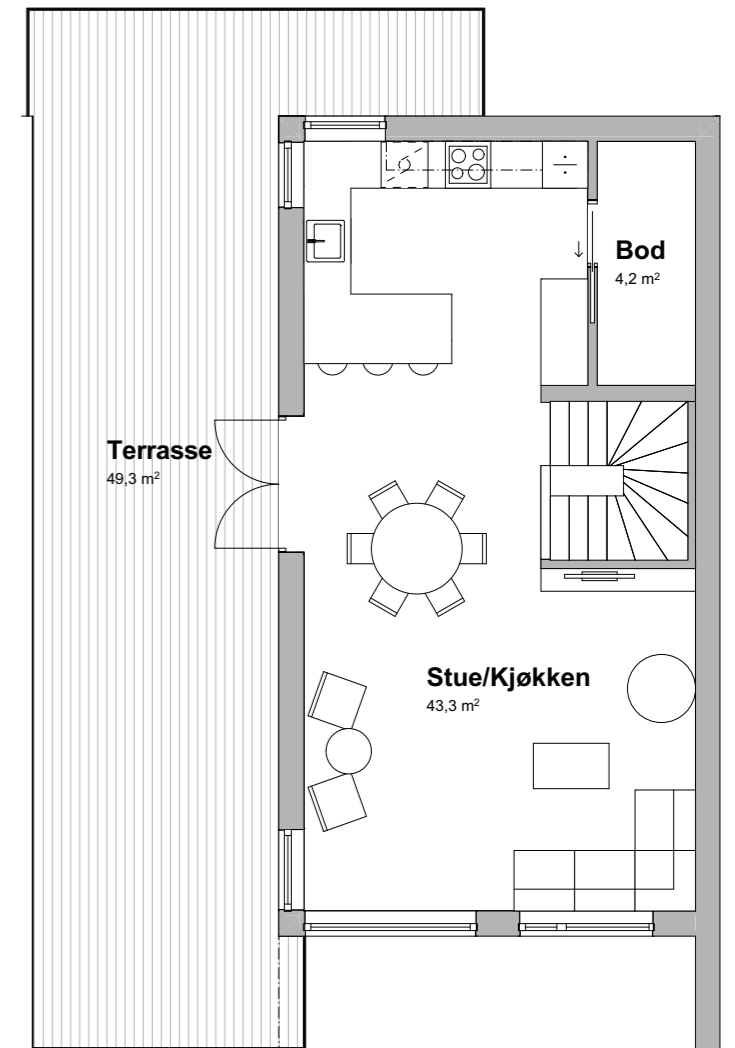 Bod
4,2 m²
Terrasse
49,3 m²
Stue/Kjøkken
43,3 m²